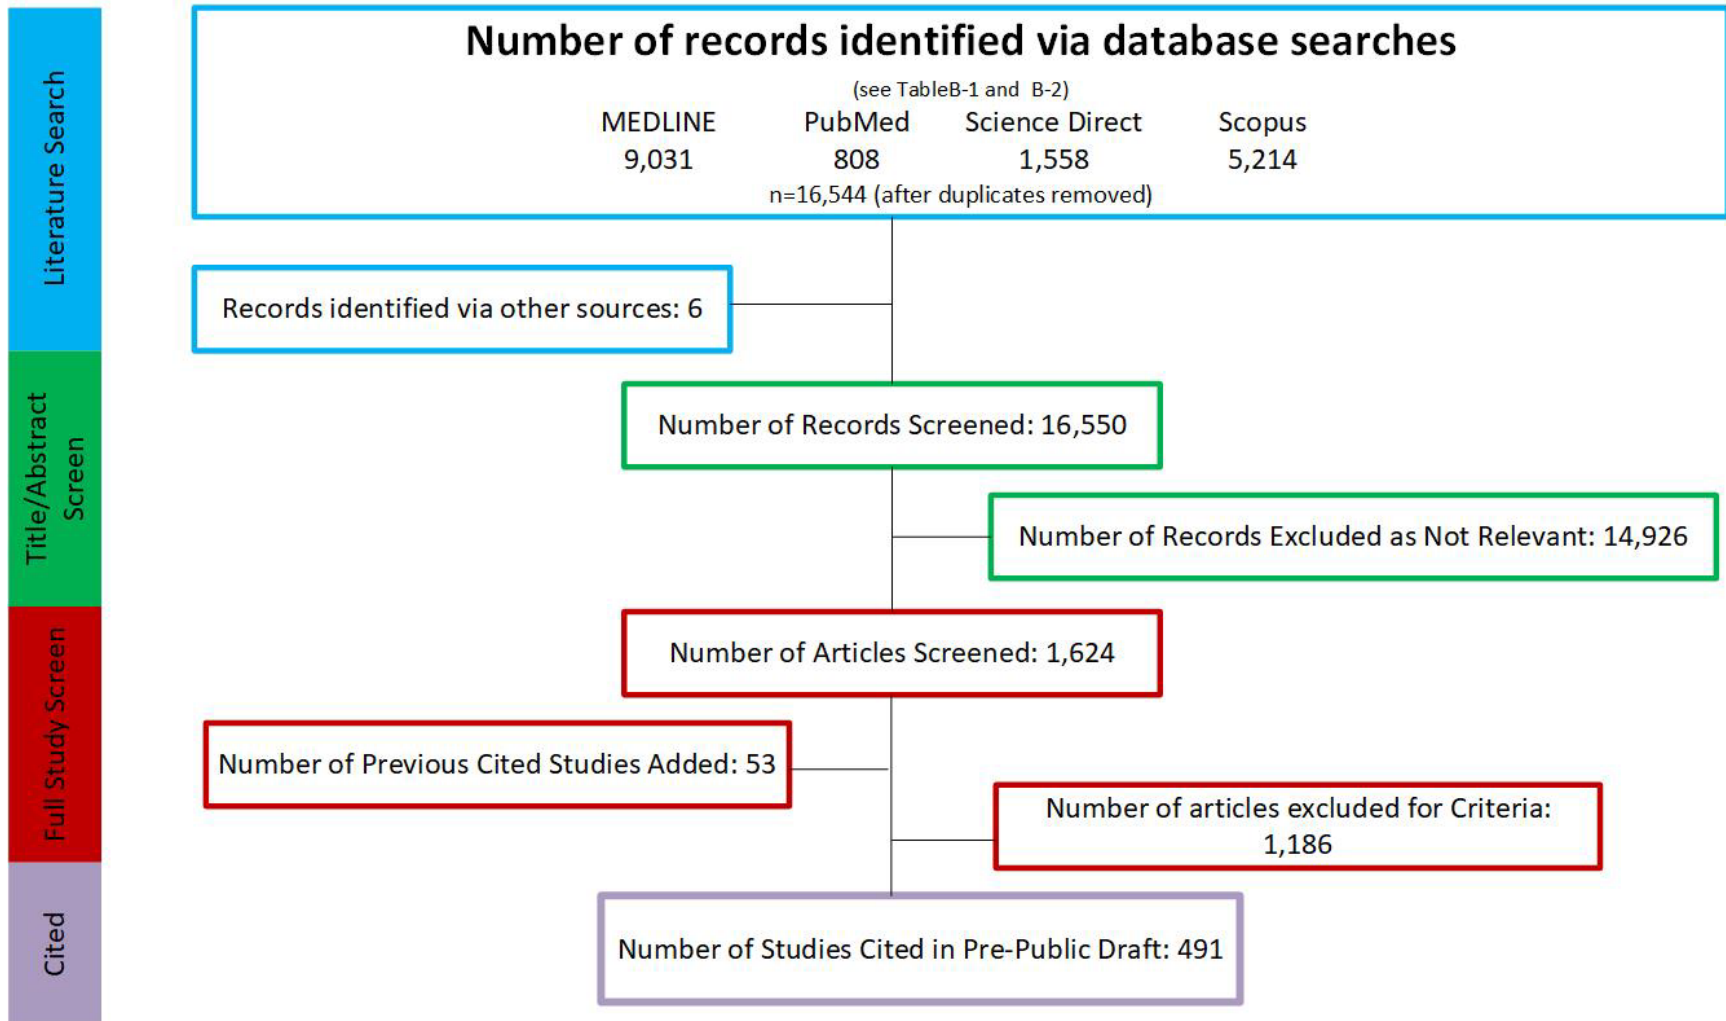 Literature Search
Number of records identified via database searches
(see TableB-1 and B-2)
MEDLINE PubMed Science Direct Scopus
9,031 808 1,558 5,214
n=16,544 (after duplicates removed)
Records identified via other sources: 6
Title/Abstract
Screen
Number of Records Screened: 16,550
Number of Records Excluded as Not Relevant: 14,926
Full Study Screen
Number of Articles Screened: 1,624
Number of Previous Cited Studies Added: 53
Number of articles excluded for Criteria:
1,186
Cited
Number of Studies Cited in Pre-Public Draft: 491